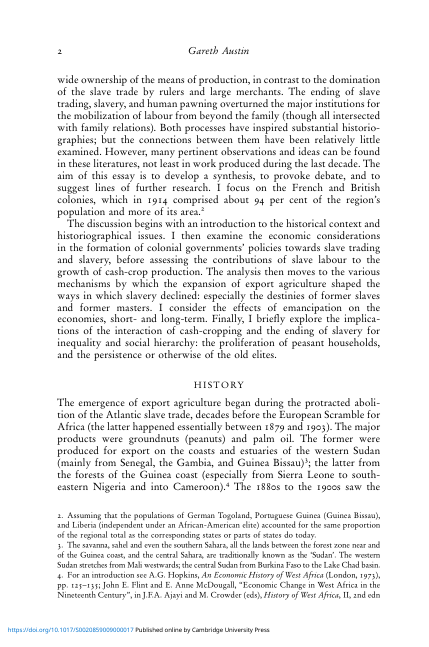 2
Gareth Austin
wide ownership of the means of production, in contrast to the domination
of the slave trade by rulers and large merchants. The ending of slave
trading, slavery, and human pawning overturned the major institutions for
the mobilization of labour from beyond the family (though all intersected
with family relations). Both processes have inspired substantial historio-
graphies; but the connections between them have been relatively little
examined. However, many pertinent observations and ideas can be found
in these literatures, not least in work produced during the last decade. The
aim of this essay is to develop a synthesis, to provoke debate, and to
suggest lines of further research. I focus on the French and British
colonies, which in 1914 comprised about 94 per cent of the region's
population and more of its area.2
The discussion begins with an introduction to the historical context and
historiographical issues. I then examine the economic considerations
in the formation of colonial governments' policies towards slave trading
and slavery, before assessing the contributions of slave labour to the
growth of cash-crop production. The analysis then moves to the various
mechanisms by which the expansion of export agriculture shaped the
ways in which slavery declined: especially the destinies of former slaves
and former masters. I consider the effects of emancipation on the
economies, short- and long-term. Finally, I briefly explore the implica-
tions of the interaction of cash-cropping and the ending of slavery for
inequality and social hierarchy: the proliferation of peasant households,
and the persistence or otherwise of the old elites.
HISTORY
The emergence of export agriculture began during the protracted aboli-
tion of the Atlantic slave trade, decades before the European Scramble for
Africa (the latter happened essentially between 1879 and 1903). The major
products were groundnuts (peanuts) and palm oil. The former were
produced for export on the coasts and estuaries of the western Sudan
(mainly from Senegal, the Gambia, and Guinea Bissau)3; the latter from
the forests of the Guinea coast (especially from Sierra Leone to south-
eastern Nigeria and into Cameroon).4 The 1880s to the 1900s saw the
2. Assuming that the populations of German Togoland, Portuguese Guinea (Guinea Bissau),
and Liberia (independent under an African-American elite) accounted for the same proportion
of the regional total as the corresponding states or parts of states do today.
3. The savanna, sahel and even the southern Sahara, all the lands between the forest zone near and
of the Guinea coast, and the central Sahara, are traditionally known as the 'Sudan'. The western
Sudan stretches from Mali westwards; the central Sudan from Burkina Faso to the Lake Chad basin.
4. For an introduction see A.G. Hopkins, An Economic History of West Africa (London, 1973),
pp. 125-135; John E. Flint and E. Anne McDougall, "Economic Change in West Africa in the
Nineteenth Century", in J.F.A. Ajayi and M. Crowder (eds), History of West Africa, II, 2nd edn
https://doi.org/10.1017/S0020859009000017 Published online by Cambridge University Press